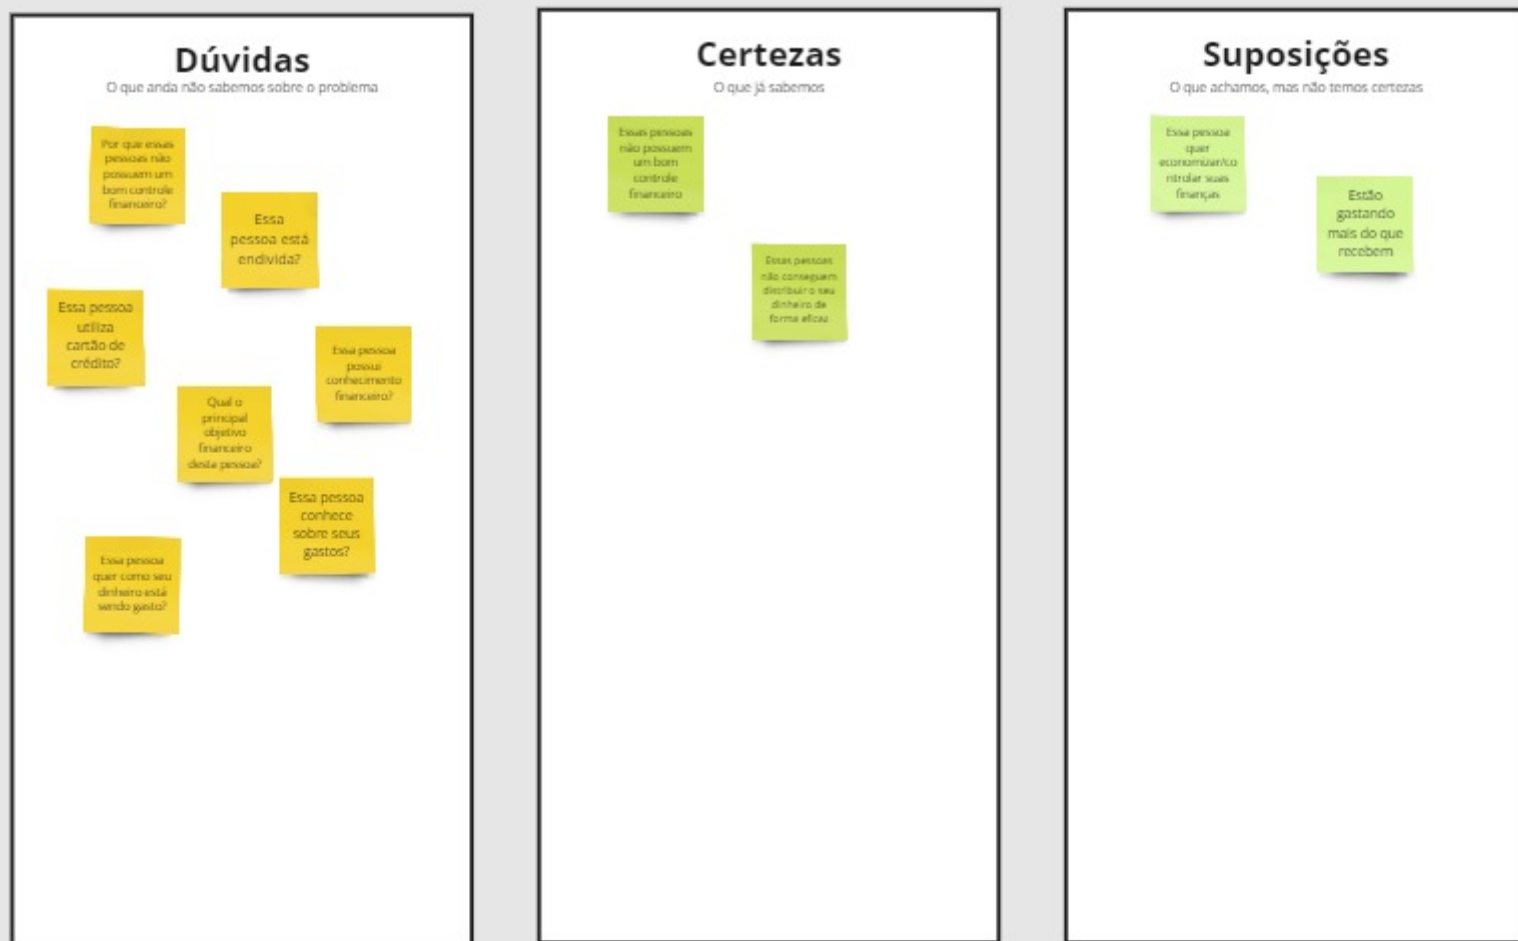 Dúvidas
O que anda não sabemos sobre o problema
Por que essas
pessoas não
possuem um
bom controle
financeiro?
Essa
pessoa está
endivida?
Essa pessoa
utiliza
cartão de
crédito?
Essa pessoa
possui
conhecimento
financeiro?
Qual o
principal
objetivo
financeiro
desta pessoa?
Essa pessoa
conhece
sobre seus
gastos?
Essa pessoa
quer como seu
dinheiro está
sendo gasto?
Certezas
O que já sabemos
Essas pessoas
não possuem
um bom
controle
financeiro
Essas pessoas
não conseguem
distribuir o seu
dinheiro de
forma eficaz
Suposições
O que achamos, mas não temos certezas
Essa pessoa
quer
economizar/co
ntrolar suas
finanças
Estão
gastando
mais do que
recebem